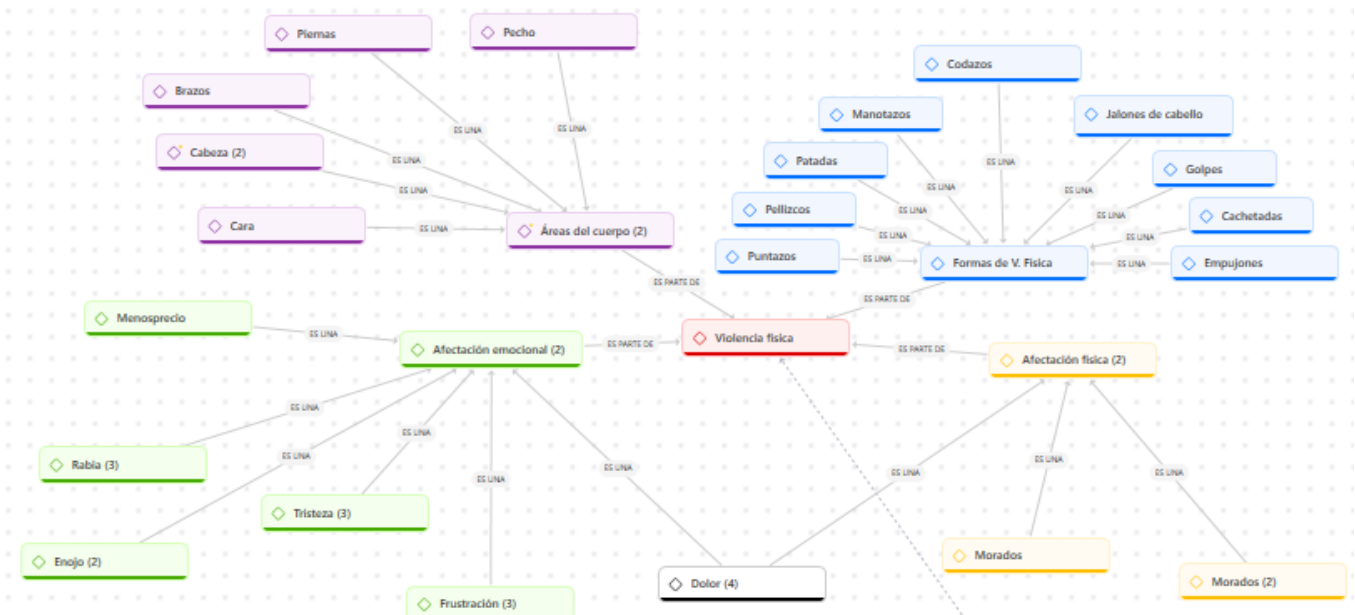 Piernas
Pecho
Codazos
Brazos
Manotazos
Jalones de cabello
ES UNA
ES UNA
Cabeza (2)
ES UNA
Patadas
ES UNA
Golpes
ES UNA
ES UNA
ES UNA
Pellizcos
ES UNA
ES UNA
Cachetadas
Cara
ES UNA
Áreas del cuerpo (2)
ES UNA
ES UNA
Puntazos
ES UNA
Formas de V. Física
ES UNA
Empujones
ES PARTE DE
ES PARTE DE
Menosprecio
ES UNA
Afectación emocional (2)
ES PARTE DE
Violencia física
ES PARTE DE
Afectación física (2)
ES UNA
ES UNA
ES UNA
Rabia (3)
ES UNA
ES UNA
ES UNA
ES UNA
ES UNA
Tristeza (3)
Enojo (2)
Morados
Dolor (4)
Morados (2)
Frustración (3)